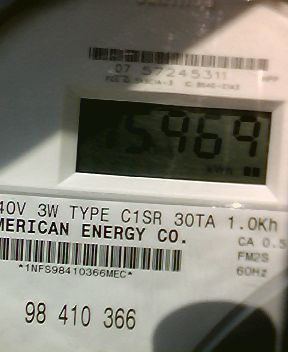 07 57245311
15969
kWh
40V 3W TYPE C1SR 30TA 1.0Kh
MERICAN ENERGY CO.
CA 0.5
FM2S
60Hz
*1NFS98410366MEC*
98 410 366